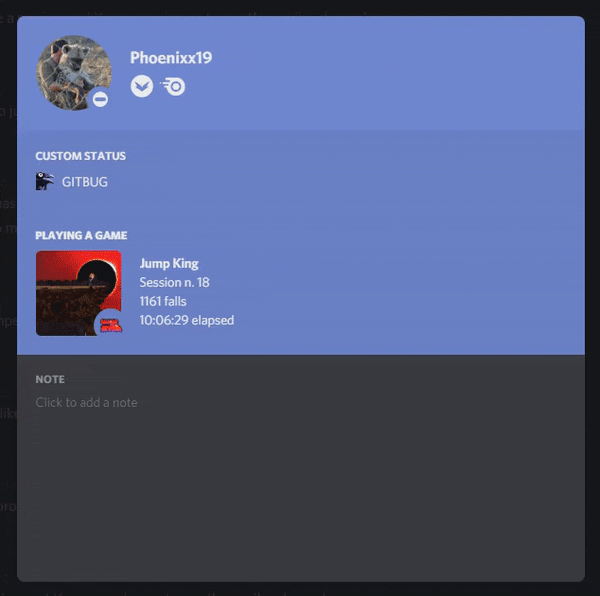 Phoenixx19
CUSTOM STATUS
GITBUG
PLAYING A GAME
Jump King
Session n. 18
1161 falls
10:06:29 elapsed
NOTE
Click to add a note